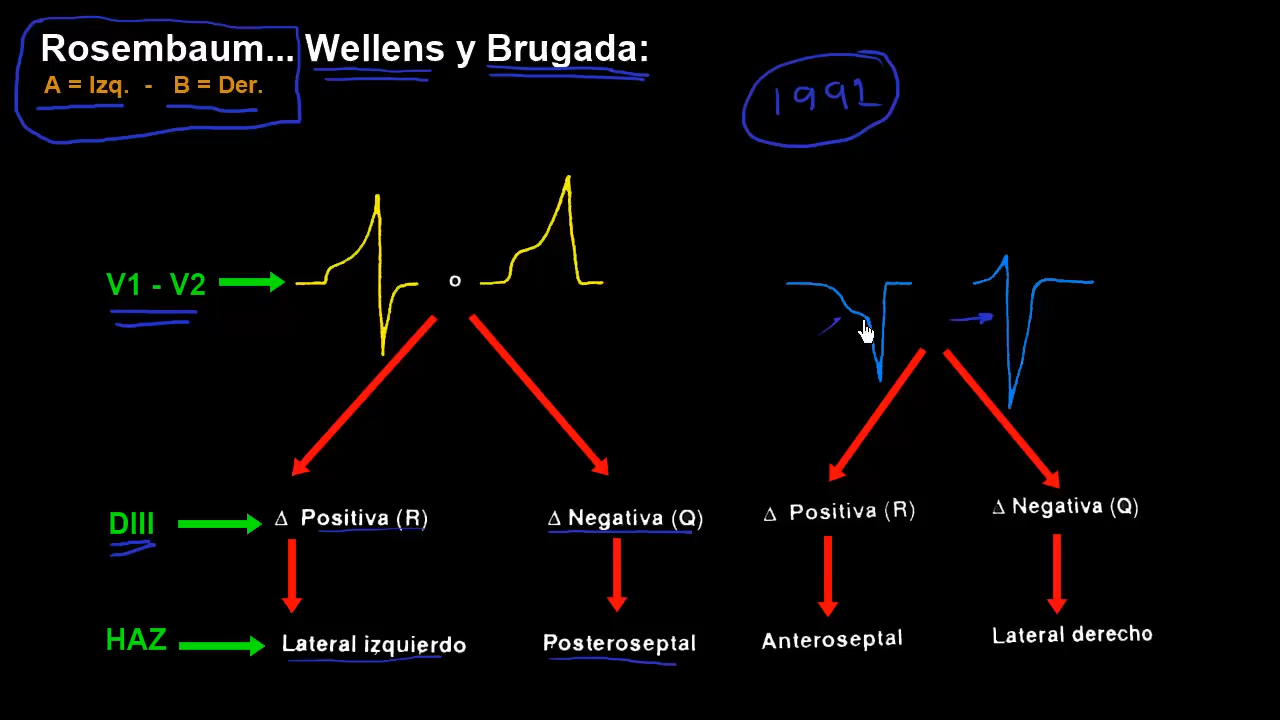 Rosembaum... Wellens y Brugada:
A = Izq. - B = Der.
1991
V1 - V2
o
DIII
Δ Positiva (R)
Δ Negativa (Q)
Δ Positiva (R)
Δ Negativa (Q)
HAZ
Lateral izquierdo
Posteroseptal
Anteroseptal
Lateral derecho